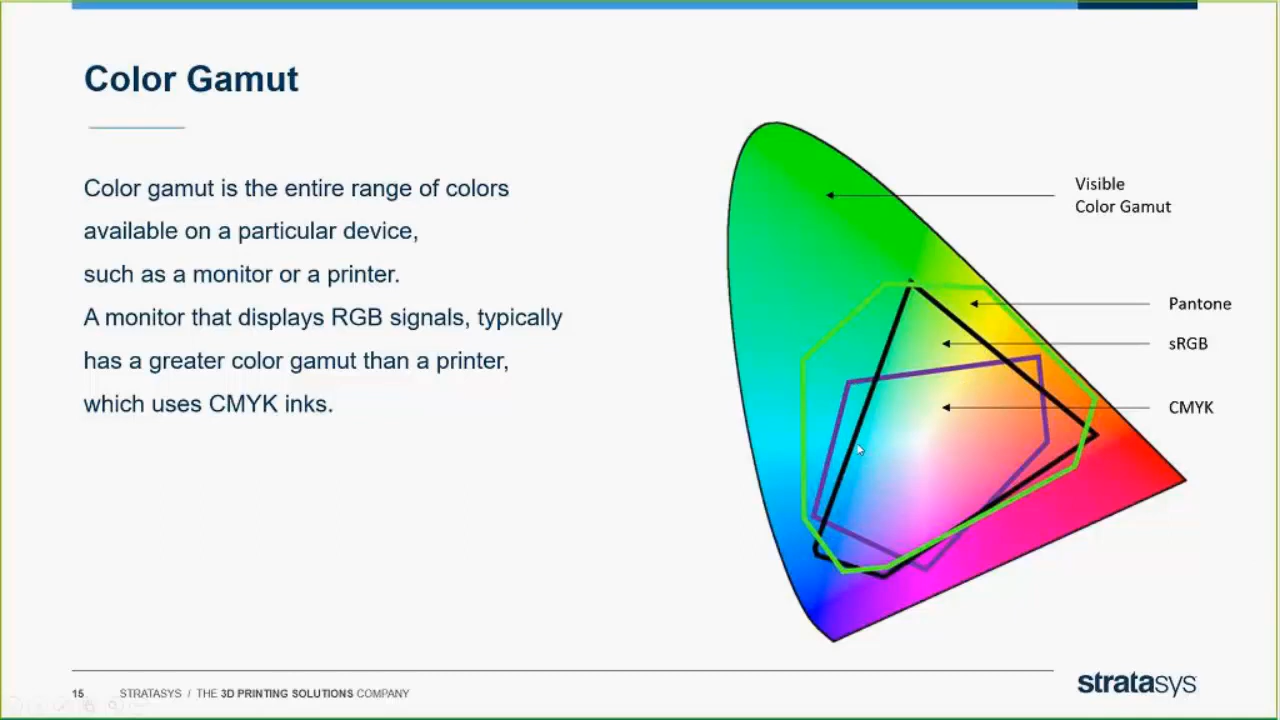 Color Gamut
Color gamut is the entire range of colors
available on a particular device,
such as a monitor or a printer.
A monitor that displays RGB signals, typically
has a greater color gamut than a printer,
which uses CMYK inks.
Visible
Color Gamut
Pantone
sRGB
CMYK
15 STRATASYS / THE 3D PRINTING SOLUTIONS COMPANY
stratasys